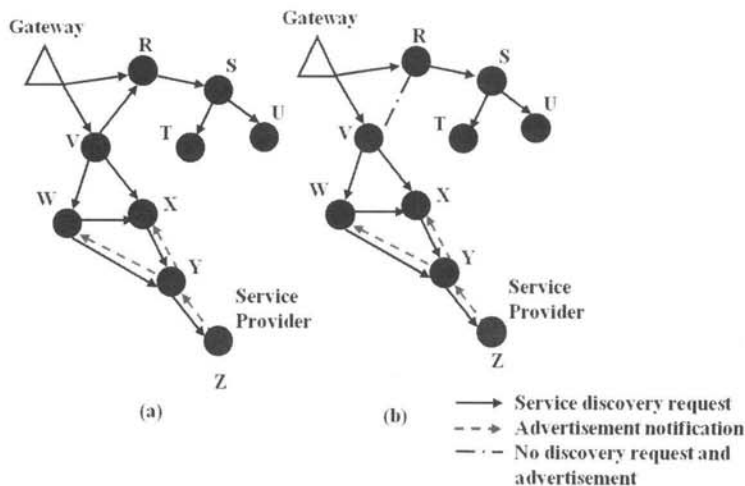 Gateway
R
S
U
T
V
W
X
Y
Service
Provider
Z
(a)
Gateway
R
S
U
T
V
W
X
Y
Service
Provider
Z
(b)
Service discovery request
Advertisement notification
No discovery request and
advertisement